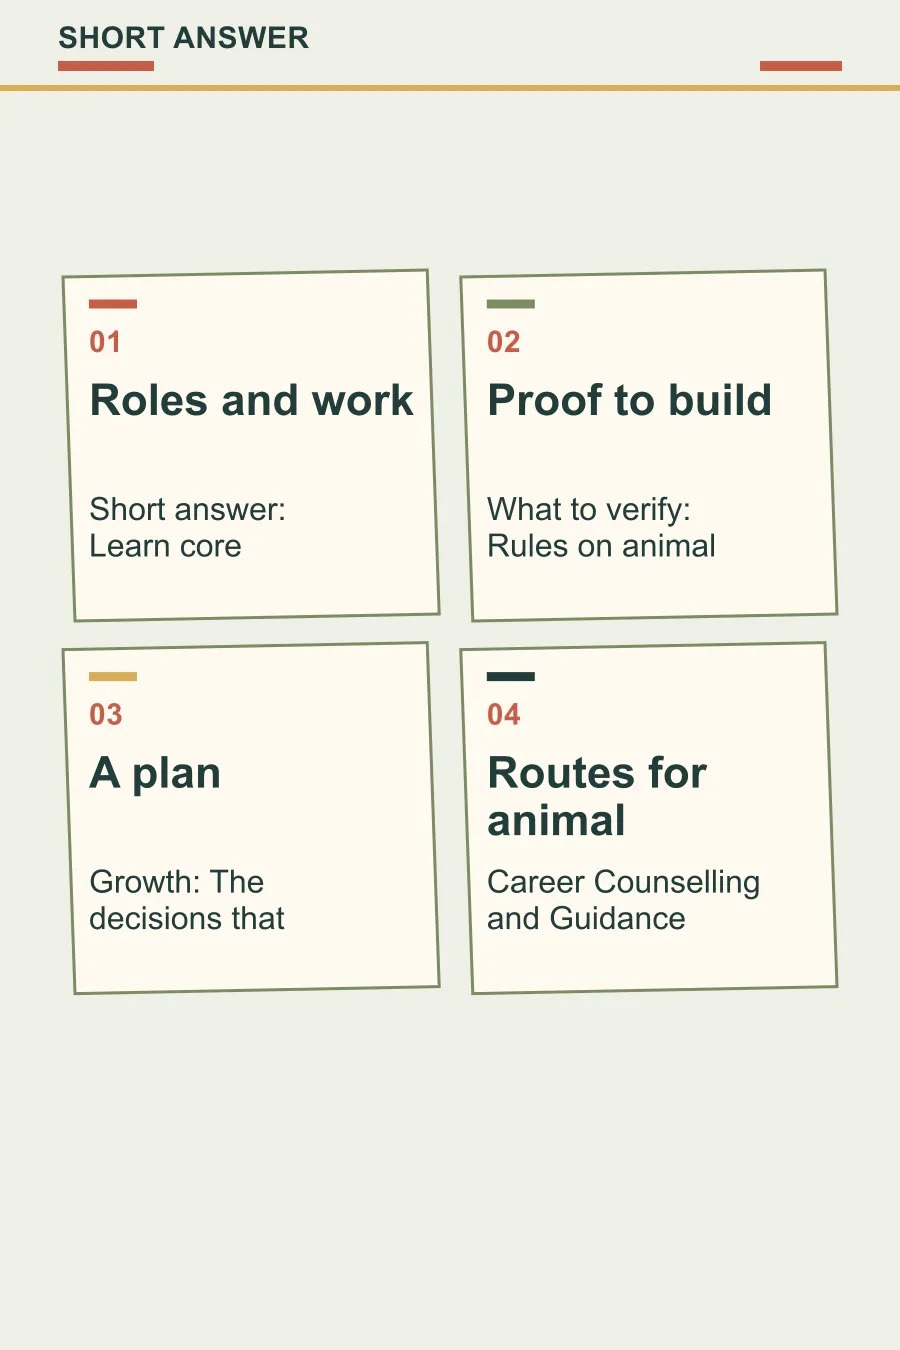 SHORT ANSWER
01
Roles and work
Short answer:
Learn core
02
Proof to build
What to verify:
Rules on animal
03
A plan
Growth: The
decisions that
04
Routes for
animal
Career Counselling
and Guidance